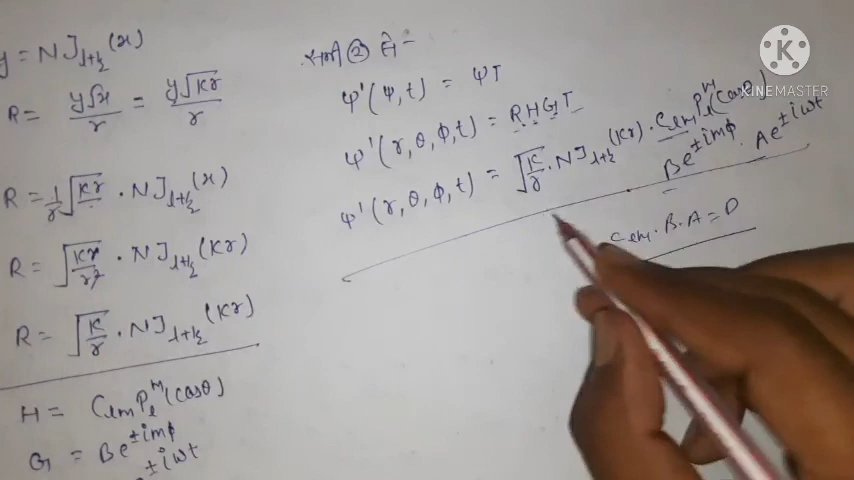 y = NJ_{l+½}(x)
R = y√x/r = y√Kr/r
R = 1/r √Kr · NJ_{l+½}(x)
R = √(Kr/r²) · NJ_{l+½}(Kr)
R = √(K/r) · NJ_{l+½}(Kr)
H = C_{lm}P_l^m(cosθ)
G = Be^{±imφ}
e^{±iωt}
समी ② से -
ψ'(ψ,t) = ψT
ψ'(r,θ,φ,t) = RHGT
ψ'(r,θ,φ,t) = √(K/r) · NJ_{l+½}(Kr) · C_{lm}P_l^m(cosθ)
Be^{±imφ} · Ae^{±iωt}
C_{lm}·B·A = D
KINEMASTER